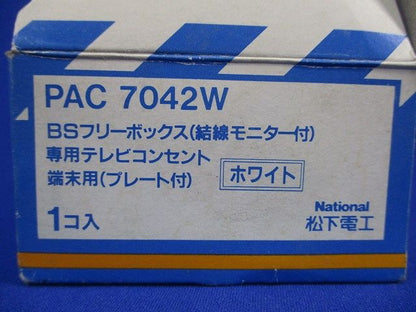 PAC 7042W
BSフリーボックス(結線モニター付)
専用テレビコンセント
端末用(プレート付) ホワイト
1コ入
National
松下電工